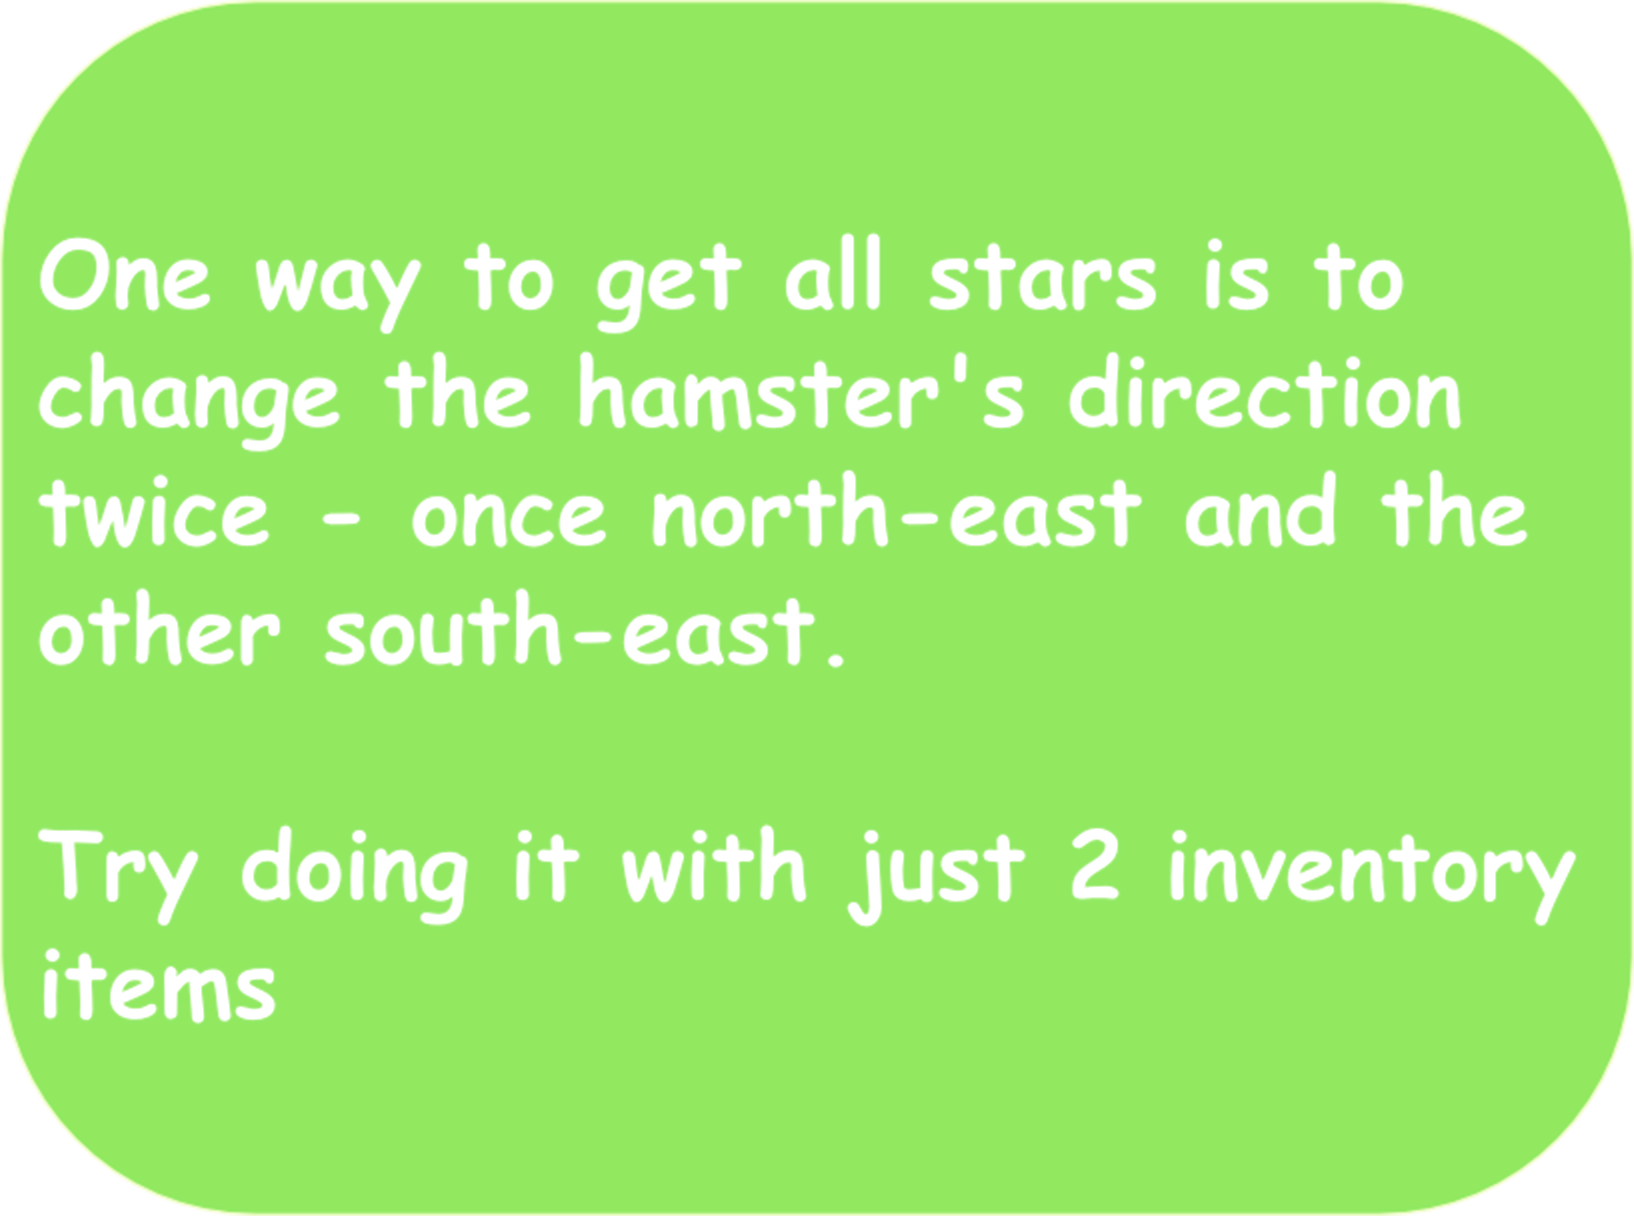 One way to get all stars is to
change the hamster's direction
twice - once north-east and the
other south-east.
Try doing it with just 2 inventory
items